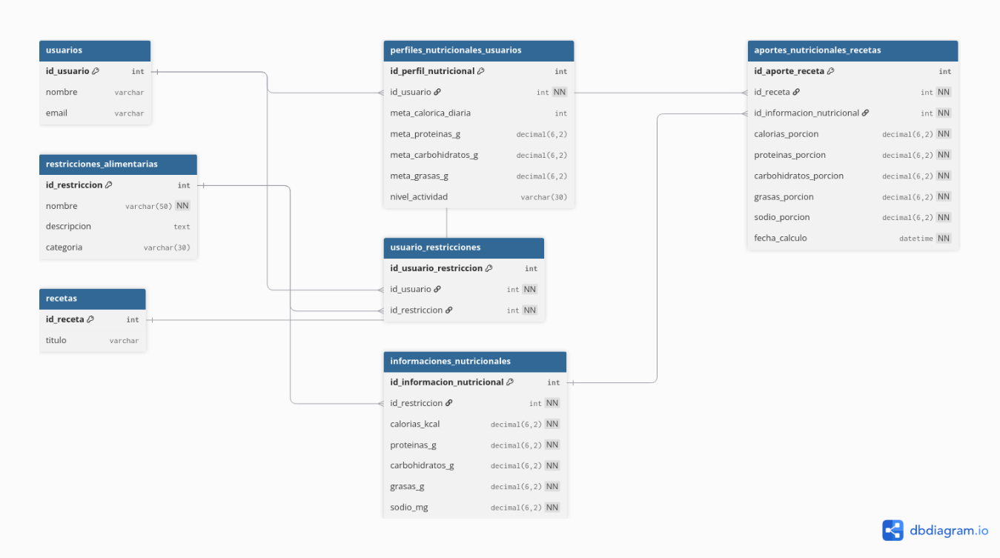 usuarios
id_usuario int
nombre varchar
email varchar
restricciones_alimentarias
id_restriccion int
nombre varchar(50) NN
descripcion text
categoria varchar(30)
recetas
id_receta int
titulo varchar
perfiles_nutricionales_usuarios
id_perfil_nutricional int
id_usuario int NN
meta_calorica_diaria int
meta_proteinas_g decimal(6,2)
meta_carbohidratos_g decimal(6,2)
meta_grasas_g decimal(6,2)
nivel_actividad varchar(30)
usuario_restricciones
id_usuario_restriccion int
id_usuario int NN
id_restriccion int NN
informaciones_nutricionales
id_informacion_nutricional int
id_restriccion int NN
calorias_kcal decimal(6,2) NN
proteinas_g decimal(6,2) NN
carbohidratos_g decimal(6,2) NN
grasas_g decimal(6,2) NN
sodio_mg decimal(6,2) NN
aportes_nutricionales_recetas
id_aporte_receta int
id_receta int NN
id_informacion_nutricional int NN
calorias_porcion decimal(6,2) NN
proteinas_porcion decimal(6,2) NN
carbohidratos_porcion decimal(6,2) NN
grasas_porcion decimal(6,2) NN
sodio_porcion decimal(6,2) NN
fecha_calculo datetime NN
dbdiagram.io